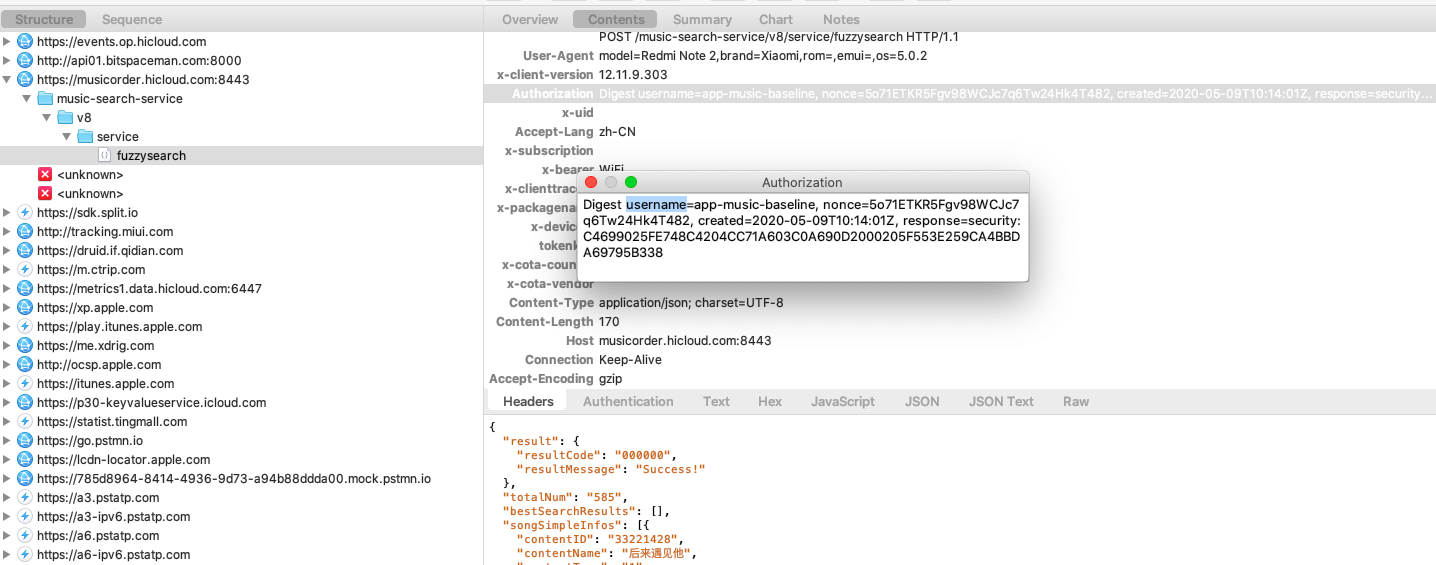 Structure
Sequence
https://events.op.hicloud.com
http://api01.bitspaceman.com:8000
https://musicorder.hicloud.com:8443
music-search-service
v8
service
fuzzysearch
<unknown>
<unknown>
https://sdk.split.io
http://tracking.miui.com
https://druid.if.qidian.com
https://m.ctrip.com
https://metrics1.data.hicloud.com:6447
https://xp.apple.com
https://play.itunes.apple.com
https://me.xdrig.com
http://ocsp.apple.com
https://itunes.apple.com
https://p30-keyvalueservice.icloud.com
https://statist.tingmall.com
https://go.pstmn.io
https://lcdn-locator.apple.com
https://785d8964-8414-4936-9d73-a94b88ddda00.mock.pstmn.io
https://a3.pstatp.com
https://a3-ipv6.pstatp.com
https://a6.pstatp.com
https://a6-ipv6.pstatp.com
Overview Contents Summary Chart Notes
POST /music-search-service/v8/service/fuzzysearch HTTP/1.1
User-Agent model=Redmi Note 2,brand=Xiaomi,rom=,emui=,os=5.0.2
x-client-version 12.11.9.303
Authorization Digest username=app-music-baseline, nonce=5o71ETKR5Fgv98WCJc7q6Tw24Hk4T482, created=2020-05-09T10:14:01Z, response=security...
x-uid
Accept-Lang zh-CN
x-subscription
x-bearer WiFi
x-clienttrac
x-packagena
x-devic
token
x-cota-coun
x-cota-vendor
Content-Type application/json; charset=UTF-8
Content-Length 170
Host musicorder.hicloud.com:8443
Connection Keep-Alive
Accept-Encoding gzip
Authorization
Digest username=app-music-baseline, nonce=5o71ETKR5Fgv98WCJc7
q6Tw24Hk4T482, created=2020-05-09T10:14:01Z, response=security:
C4699025FE748C4204CC71A603C0A690D2000205F553E259CA4BBD
A69795B338
Headers Authentication Text Hex JavaScript JSON JSON Text Raw
{
"result": {
"resultCode": "000000",
"resultMessage": "Success!"
},
"totalNum": "585",
"bestSearchResults": [],
"songSimpleInfos": [{
"contentID": "33221428",
"contentName": "后来遇见他",